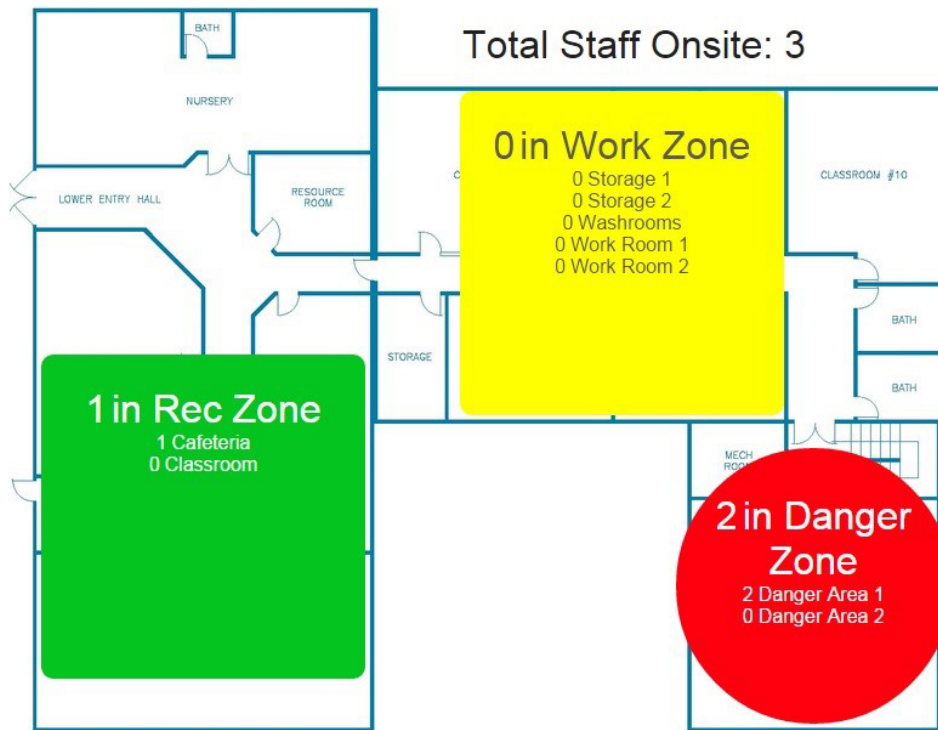 BATH
Total Staff Onsite: 3
NURSERY
0 in Work Zone
0 Storage 1
0 Storage 2
0 Washrooms
0 Work Room 1
0 Work Room 2
RESOURCE
ROOM
CLASSROOM #10
LOWER ENTRY HALL
BATH
STORAGE
BATH
1 in Rec Zone
1 Cafeteria
0 Classroom
MECH
ROOM
2 in Danger
Zone
2 Danger Area 1
0 Danger Area 2